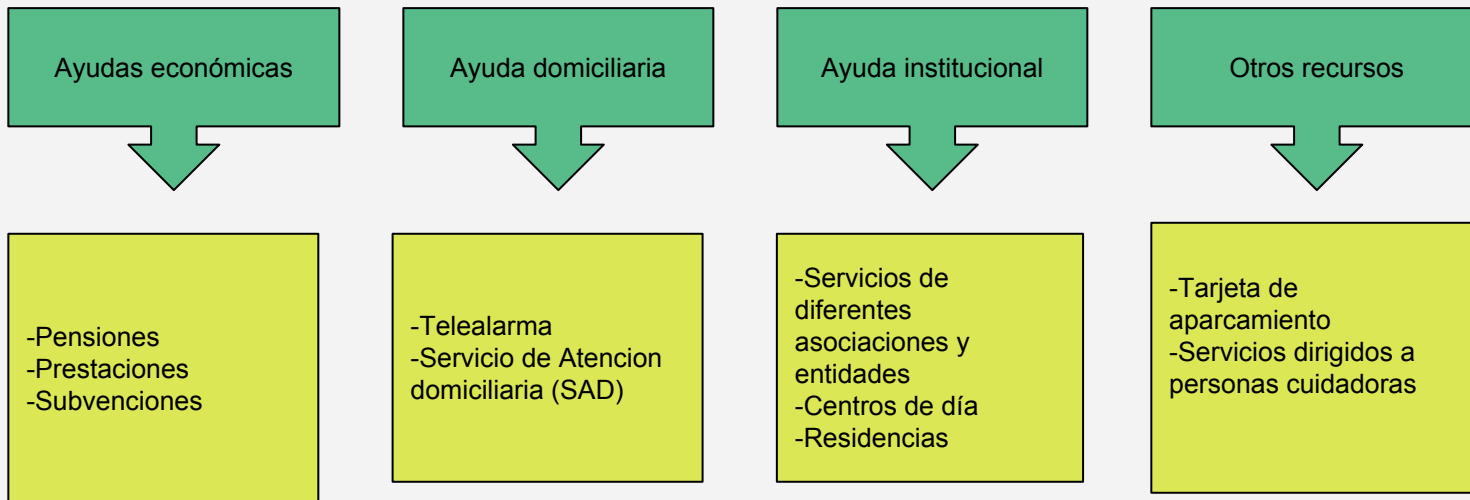 Ayudas económicas
Ayuda domiciliaria
Ayuda institucional
Otros recursos
-Pensiones
-Prestaciones
-Subvenciones
-Telealarma
-Servicio de Atencion
domiciliaria (SAD)
-Servicios de
diferentes
asociaciones y
entidades
-Centros de día
-Residencias
-Tarjeta de
aparcamiento
-Servicios dirigidos a
personas cuidadoras